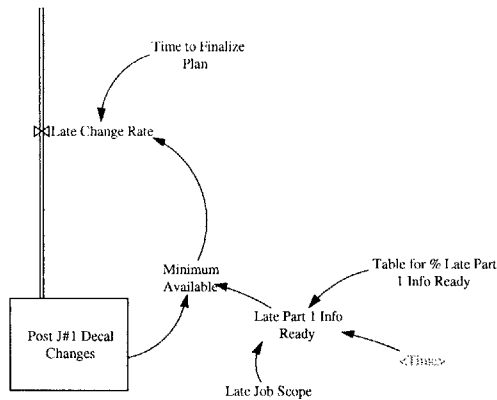 Time to Finalize
Plan
Late Change Rate
Minimum
Available
Table for % Late Part
1 Info Ready
Late Part 1 Info
Ready
Post J#1 Decal
Changes
<Time>
Late Job Scope